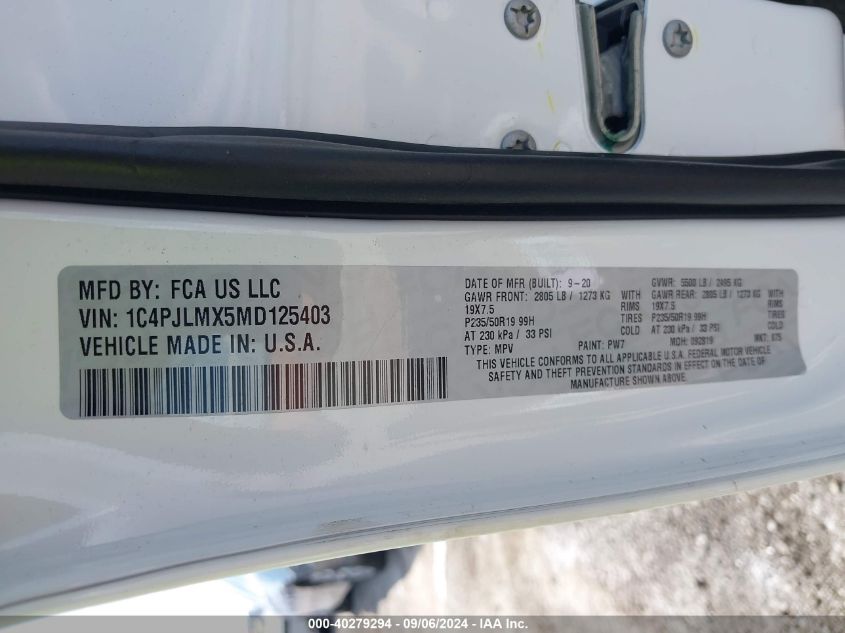 MFD BY: FCA US LLC
VIN: 1C4PJLMX5MD125403
VEHICLE MADE IN: U.S.A.
DATE OF MFR (BUILT): 9-20 GVWR: 5500 LB / 2495 KG
GAWR FRONT: 2805 LB / 1273 KG WITH GAWR REAR: 2805 LB / 1273 KG WITH
19X7.5 RIMS 19X7.5 RIMS
P235/50R19 99H TIRES P235/50R19 99H TIRES
AT 230 kPa / 33 PSI AT 230 kPa / 33 PSI
TYPE: MPV PAINT: PW7 MDH: 092819 MKT: 075
THIS VEHICLE CONFORMS TO ALL APPLICABLE U.S.A. FEDERAL MOTOR VEHICLE
SAFETY AND THEFT PREVENTION STANDARDS IN EFFECT ON THE DATE OF
MANUFACTURE SHOWN ABOVE.
000-40279294 - 09/06/2024 - IAA Inc.